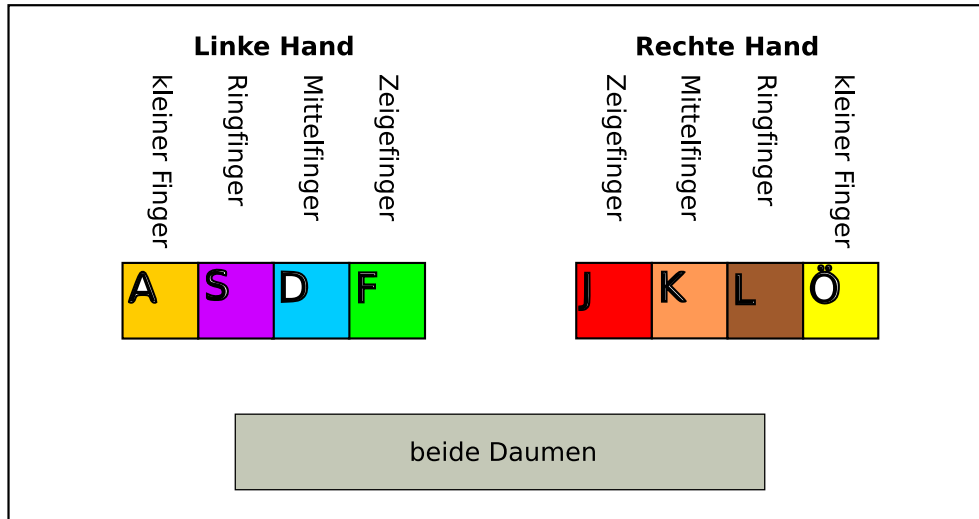 Linke Hand
Rechte Hand
kleiner Finger
Ringfinger
Mittelfinger
Zeigefinger
Zeigefinger
Mittelfinger
Ringfinger
kleiner Finger
A
S
D
F
J
K
L
Ö
beide Daumen